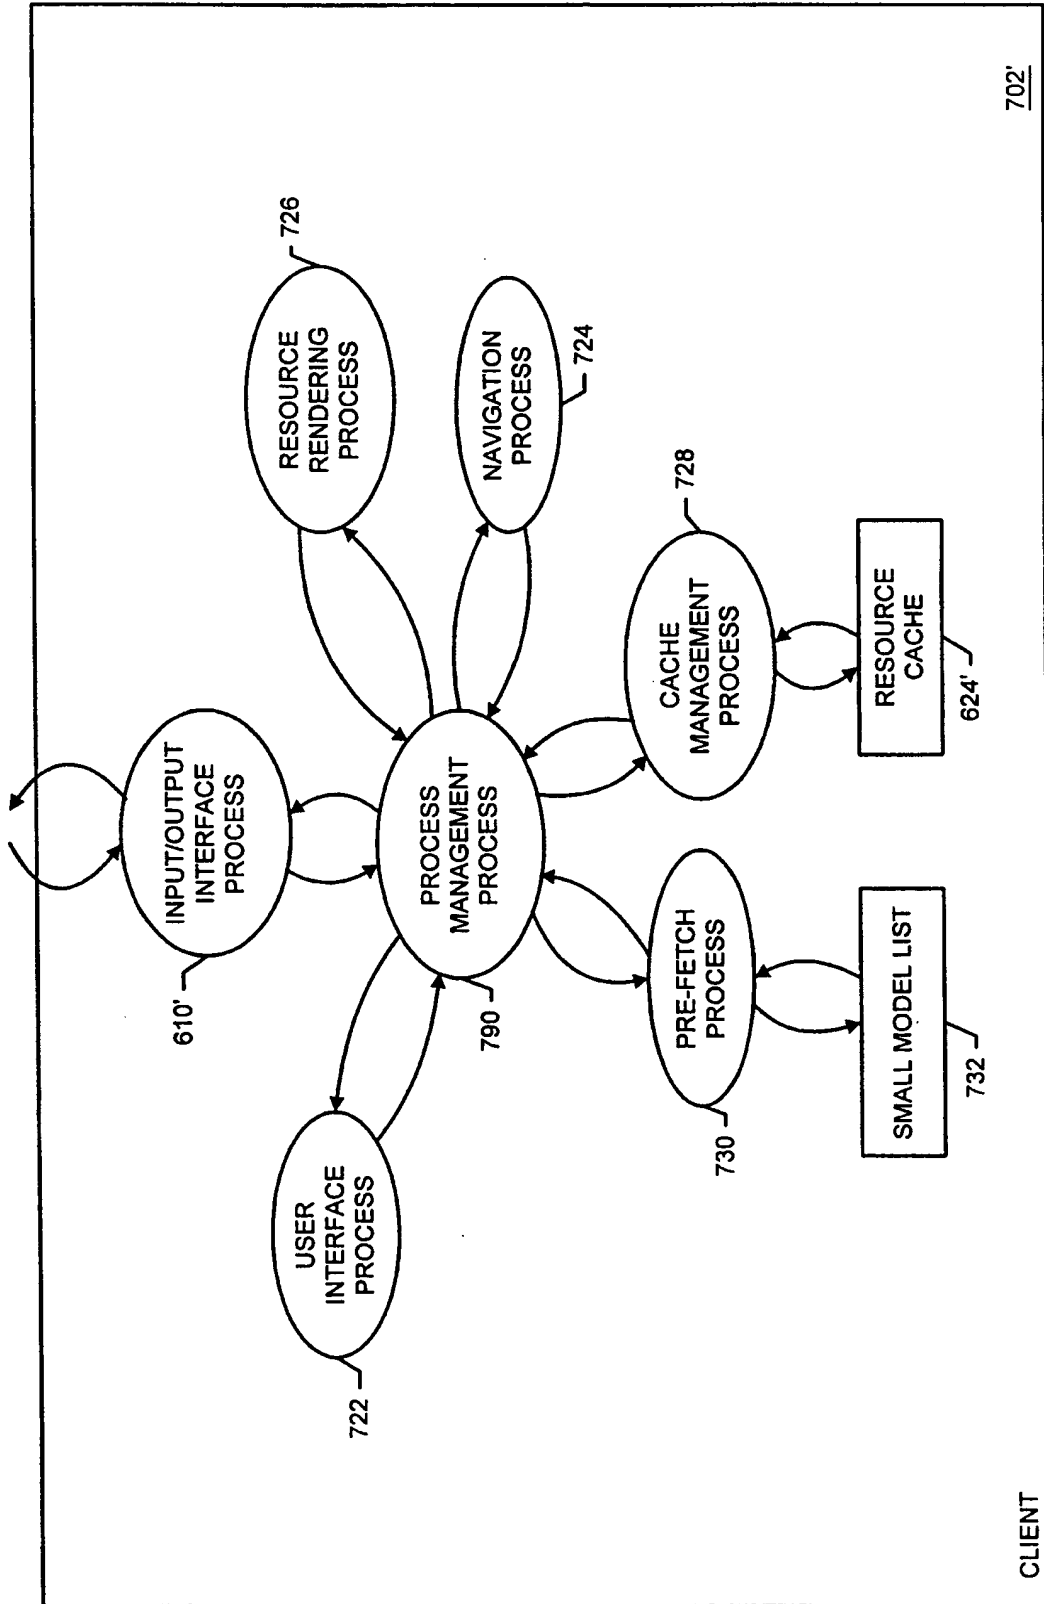 INPUT/OUTPUT
INTERFACE
PROCESS
610'
USER
INTERFACE
PROCESS
722
PROCESS
MANAGEMENT
PROCESS
790
RESOURCE
RENDERING
PROCESS
726
NAVIGATION
PROCESS
724
PRE-FETCH
PROCESS
730
CACHE
MANAGEMENT
PROCESS
728
SMALL MODEL LIST
732
RESOURCE
CACHE
624'
CLIENT
702'